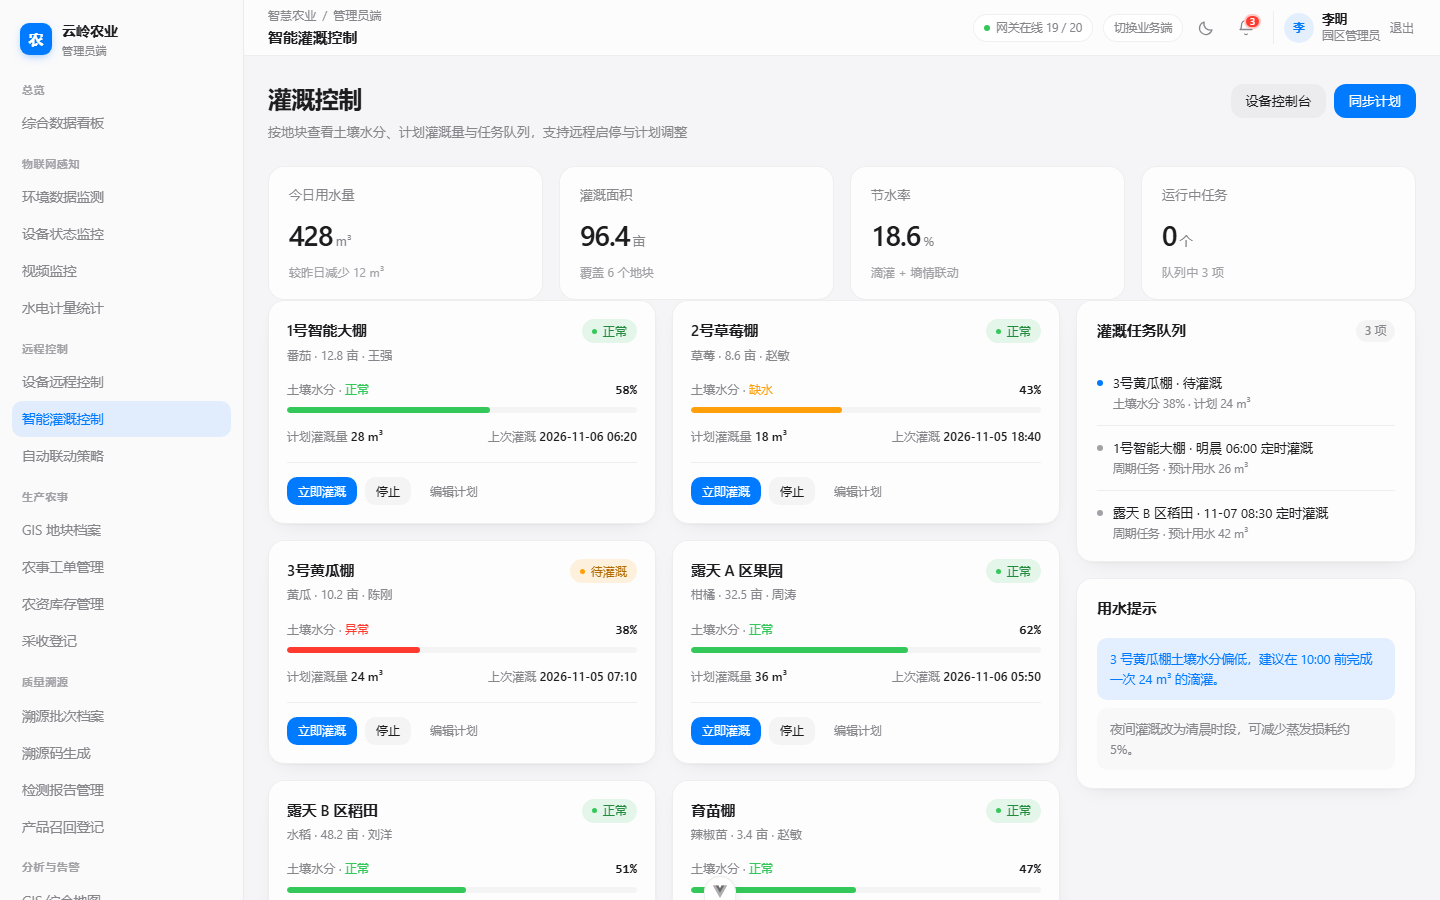 农
云岭农业
管理员端
总览
综合数据看板
物联网感知
环境数据监测
设备状态监控
视频监控
水电计量统计
远程控制
设备远程控制
智能灌溉控制
自动联动策略
生产农事
GIS 地块档案
农事工单管理
农资库存管理
采收登记
质量溯源
溯源批次档案
溯源码生成
检测报告管理
产品召回登记
分析与告警
GIS 综合地图
智慧农业 / 管理员端
智能灌溉控制
网关在线 19 / 20
切换业务端
3
李
李明
园区管理员
退出
灌溉控制
按地块查看土壤水分、计划灌溉量与任务队列，支持远程启停与计划调整
设备控制台
同步计划
今日用水量
428 m³
较昨日减少 12 m³
灌溉面积
96.4 亩
覆盖 6 个地块
节水率
18.6 %
滴灌 + 墒情联动
运行中任务
0 个
队列中 3 项
1号智能大棚
正常
番茄 · 12.8 亩 · 王强
土壤水分 · 正常 58%
计划灌溉量 28 m³ 上次灌溉 2026-11-06 06:20
立即灌溉 停止 编辑计划
2号草莓棚
正常
草莓 · 8.6 亩 · 赵敏
土壤水分 · 缺水 43%
计划灌溉量 18 m³ 上次灌溉 2026-11-05 18:40
立即灌溉 停止 编辑计划
3号黄瓜棚
待灌溉
黄瓜 · 10.2 亩 · 陈刚
土壤水分 · 异常 38%
计划灌溉量 24 m³ 上次灌溉 2026-11-05 07:10
立即灌溉 停止 编辑计划
露天 A 区果园
正常
柑橘 · 32.5 亩 · 周涛
土壤水分 · 正常 62%
计划灌溉量 36 m³ 上次灌溉 2026-11-06 05:50
立即灌溉 停止 编辑计划
露天 B 区稻田
正常
水稻 · 48.2 亩 · 刘洋
土壤水分 · 正常 51%
育苗棚
正常
辣椒苗 · 3.4 亩 · 赵敏
土壤水分 · 正常 47%
灌溉任务队列
3 项
3号黄瓜棚 · 待灌溉
土壤水分 38% · 计划 24 m³
1号智能大棚 · 明晨 06:00 定时灌溉
周期任务 · 预计用水 26 m³
露天 B 区稻田 · 11-07 08:30 定时灌溉
周期任务 · 预计用水 42 m³
用水提示
3 号黄瓜棚土壤水分偏低，建议在 10:00 前完成
一次 24 m³ 的滴灌。
夜间灌溉改为清晨时段，可减少蒸发损耗约
5%。